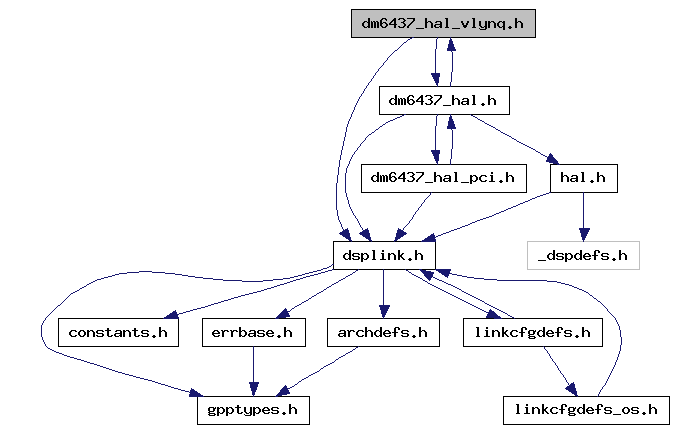 dm6437_hal_vlynq.h
dm6437_hal.h
dm6437_hal_pci.h
hal.h
dsplink.h
_dspdefs.h
constants.h
errbase.h
archdefs.h
linkcfgdefs.h
gpptypes.h
linkcfgdefs_os.h